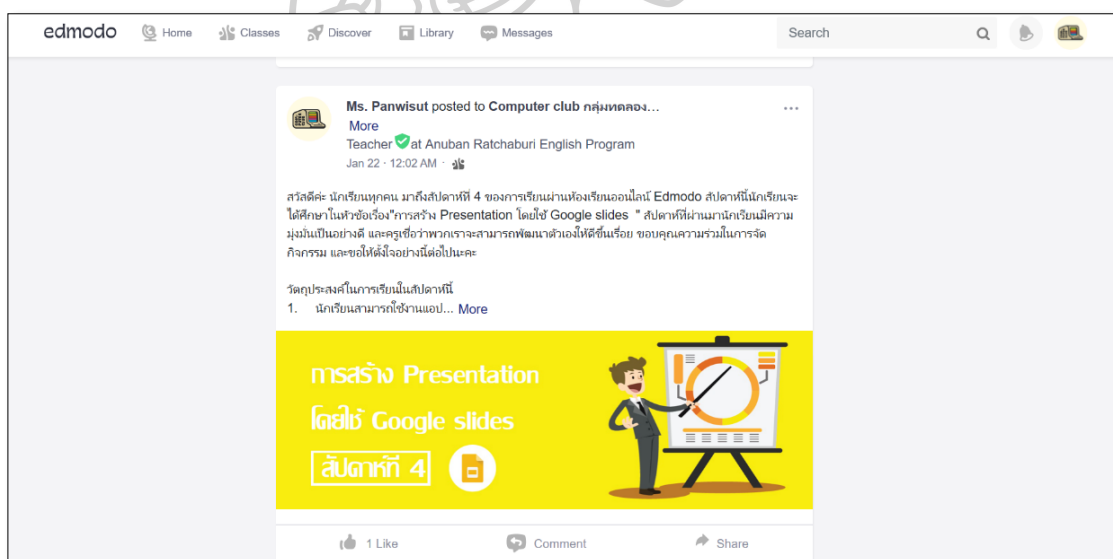 edmodo Home Classes Discover Library Messages Search
Ms. Panwisut posted to Computer club กลุ่มทดลอง...
More
Teacher at Anuban Ratchaburi English Program
Jan 22 · 12:02 AM ·
สวัสดีค่ะ นักเรียนทุกคน มาถึงสัปดาห์ที่ 4 ของการเรียนผ่านห้องเรียนออนไลน์ Edmodo สัปดาห์นี้นักเรียนจะ
ได้ศึกษาในหัวข้อเรื่อง"การสร้าง Presentation โดยใช้ Google slides " สัปดาห์ที่ผ่านมานักเรียนมีความ
มุ่งมั่นเป็นอย่างดี และครูเชื่อว่าพวกเราจะสามารถพัฒนาตัวเองให้ดีขึ้นเรื่อย ขอบคุณความร่วมในการจัด
กิจกรรม และขอให้ตั้งใจอย่างนี้ต่อไปนะคะ
วัตถุประสงค์ในการเรียนในสัปดาห์นี้
1. นักเรียนสามารถใช้งานแอป... More
การสร้าง Presentation
โดยใช้ Google slides
สัปดาห์ที่ 4
1 Like Comment Share